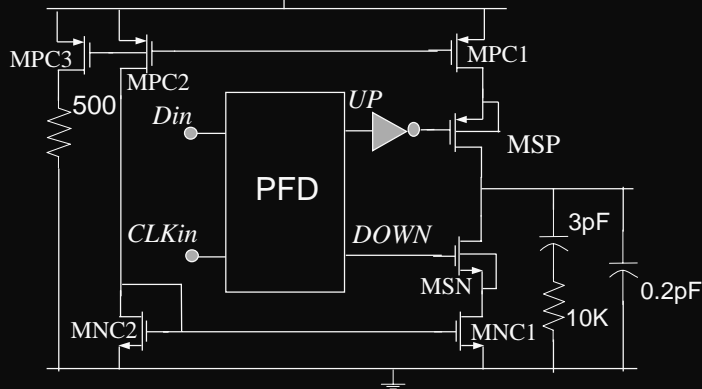 MPC3
MPC2
MPC1
500
Din
UP
MSP
PFD
CLKin
DOWN
3pF
MSN
0.2pF
10K
MNC2
MNC1